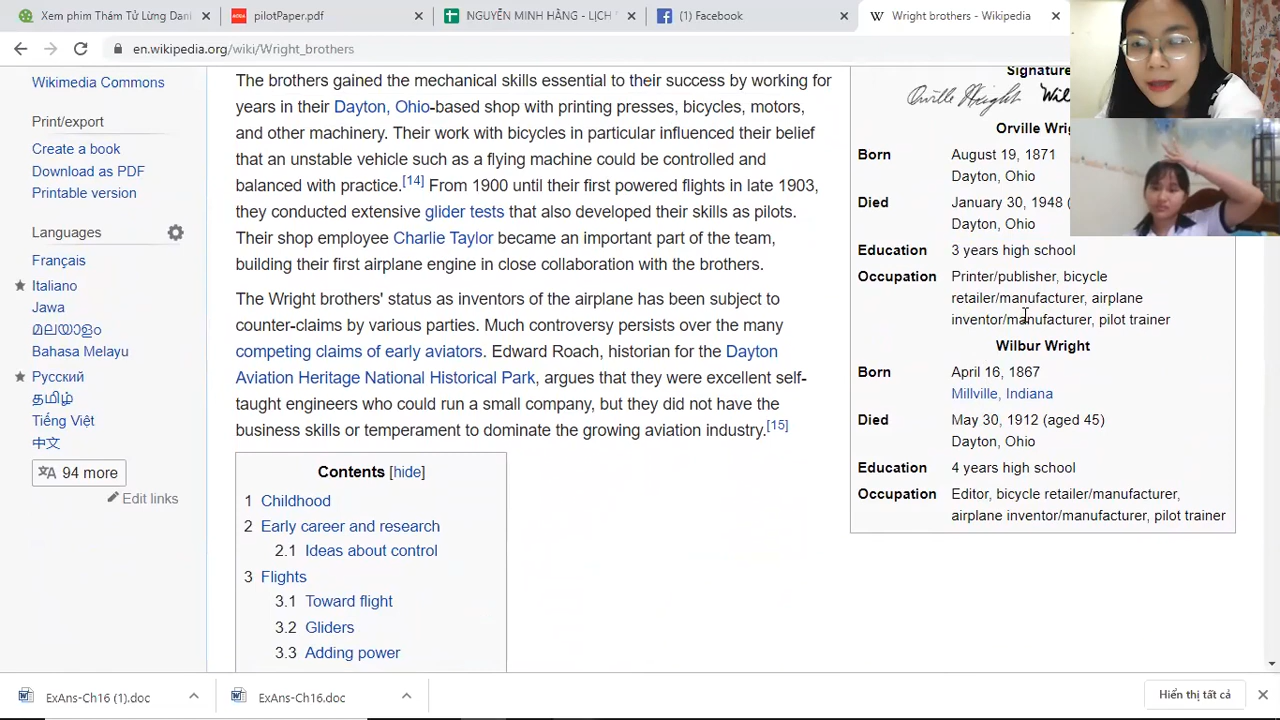 Xem phim Thám Tử Lừng Dani
pilotPaper.pdf
NGUYỄN MINH HẰNG - LỊCH
(1) Facebook
Wright brothers - Wikipedia
en.wikipedia.org/wiki/Wright_brothers
Wikimedia Commons
Print/export
Create a book
Download as PDF
Printable version
Languages
Français
Italiano
Jawa
മലയാളം
Bahasa Melayu
Русский
தமிழ்
Tiếng Việt
中文
94 more
Edit links
The brothers gained the mechanical skills essential to their success by working for
years in their Dayton, Ohio-based shop with printing presses, bicycles, motors,
and other machinery. Their work with bicycles in particular influenced their belief
that an unstable vehicle such as a flying machine could be controlled and
balanced with practice.[14] From 1900 until their first powered flights in late 1903,
they conducted extensive glider tests that also developed their skills as pilots.
Their shop employee Charlie Taylor became an important part of the team,
building their first airplane engine in close collaboration with the brothers.
The Wright brothers' status as inventors of the airplane has been subject to
counter-claims by various parties. Much controversy persists over the many
competing claims of early aviators. Edward Roach, historian for the Dayton
Aviation Heritage National Historical Park, argues that they were excellent self-
taught engineers who could run a small company, but they did not have the
business skills or temperament to dominate the growing aviation industry.[15]
Contents [hide]
1 Childhood
2 Early career and research
2.1 Ideas about control
3 Flights
3.1 Toward flight
3.2 Gliders
3.3 Adding power
Signature
Orville Wright Wil
Orville Wrig
Born August 19, 1871
Dayton, Ohio
Died January 30, 1948 (
Dayton, Ohio
Education 3 years high school
Occupation Printer/publisher, bicycle
retailer/manufacturer, airplane
inventor/manufacturer, pilot trainer
Wilbur Wright
Born April 16, 1867
Millville, Indiana
Died May 30, 1912 (aged 45)
Dayton, Ohio
Education 4 years high school
Occupation Editor, bicycle retailer/manufacturer,
airplane inventor/manufacturer, pilot trainer
ExAns-Ch16 (1).doc
ExAns-Ch16.doc
Hiển thị tất cả